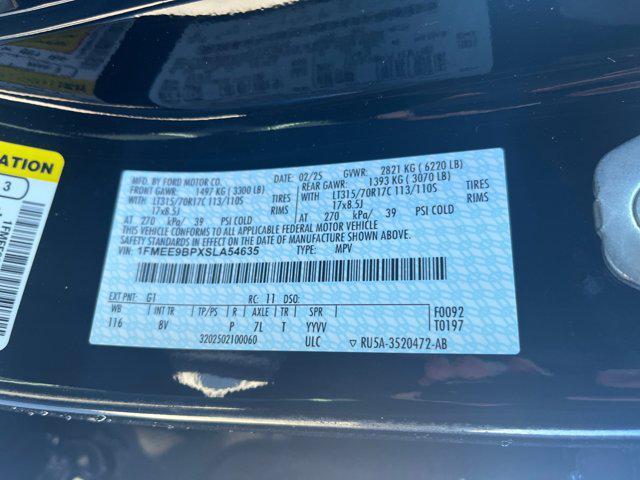 ATION
3
MFD. BY FORD MOTOR CO. DATE: 02/25 GVWR: 2821 KG ( 6220 LB)
FRONT GAWR: 1497 KG (3300 LB) REAR GAWR: 1393 KG (3070 LB)
WITH LT315/70R17C 113/110S TIRES WITH LT315/70R17C 113/110S TIRES
17x8.5J RIMS 17x8.5J RIMS
AT 270 kPa/ 39 PSI COLD AT 270 kPa/ 39 PSI COLD
THIS VEHICLE CONFORMS TO ALL APPLICABLE FEDERAL MOTOR VEHICLE
SAFETY STANDARDS IN EFFECT ON THE DATE OF MANUFACTURE SHOWN ABOVE.
VIN: 1FMEE9BPXSLA54635 TYPE: MPV
EXT PNT: G1 RC: 11 DSO:
WB INT TR TP/PS R AXLE TR SPR F0092
116 8V P 7L T YYVV T0197
3202502100060 ULC RU5A-3520472-AB